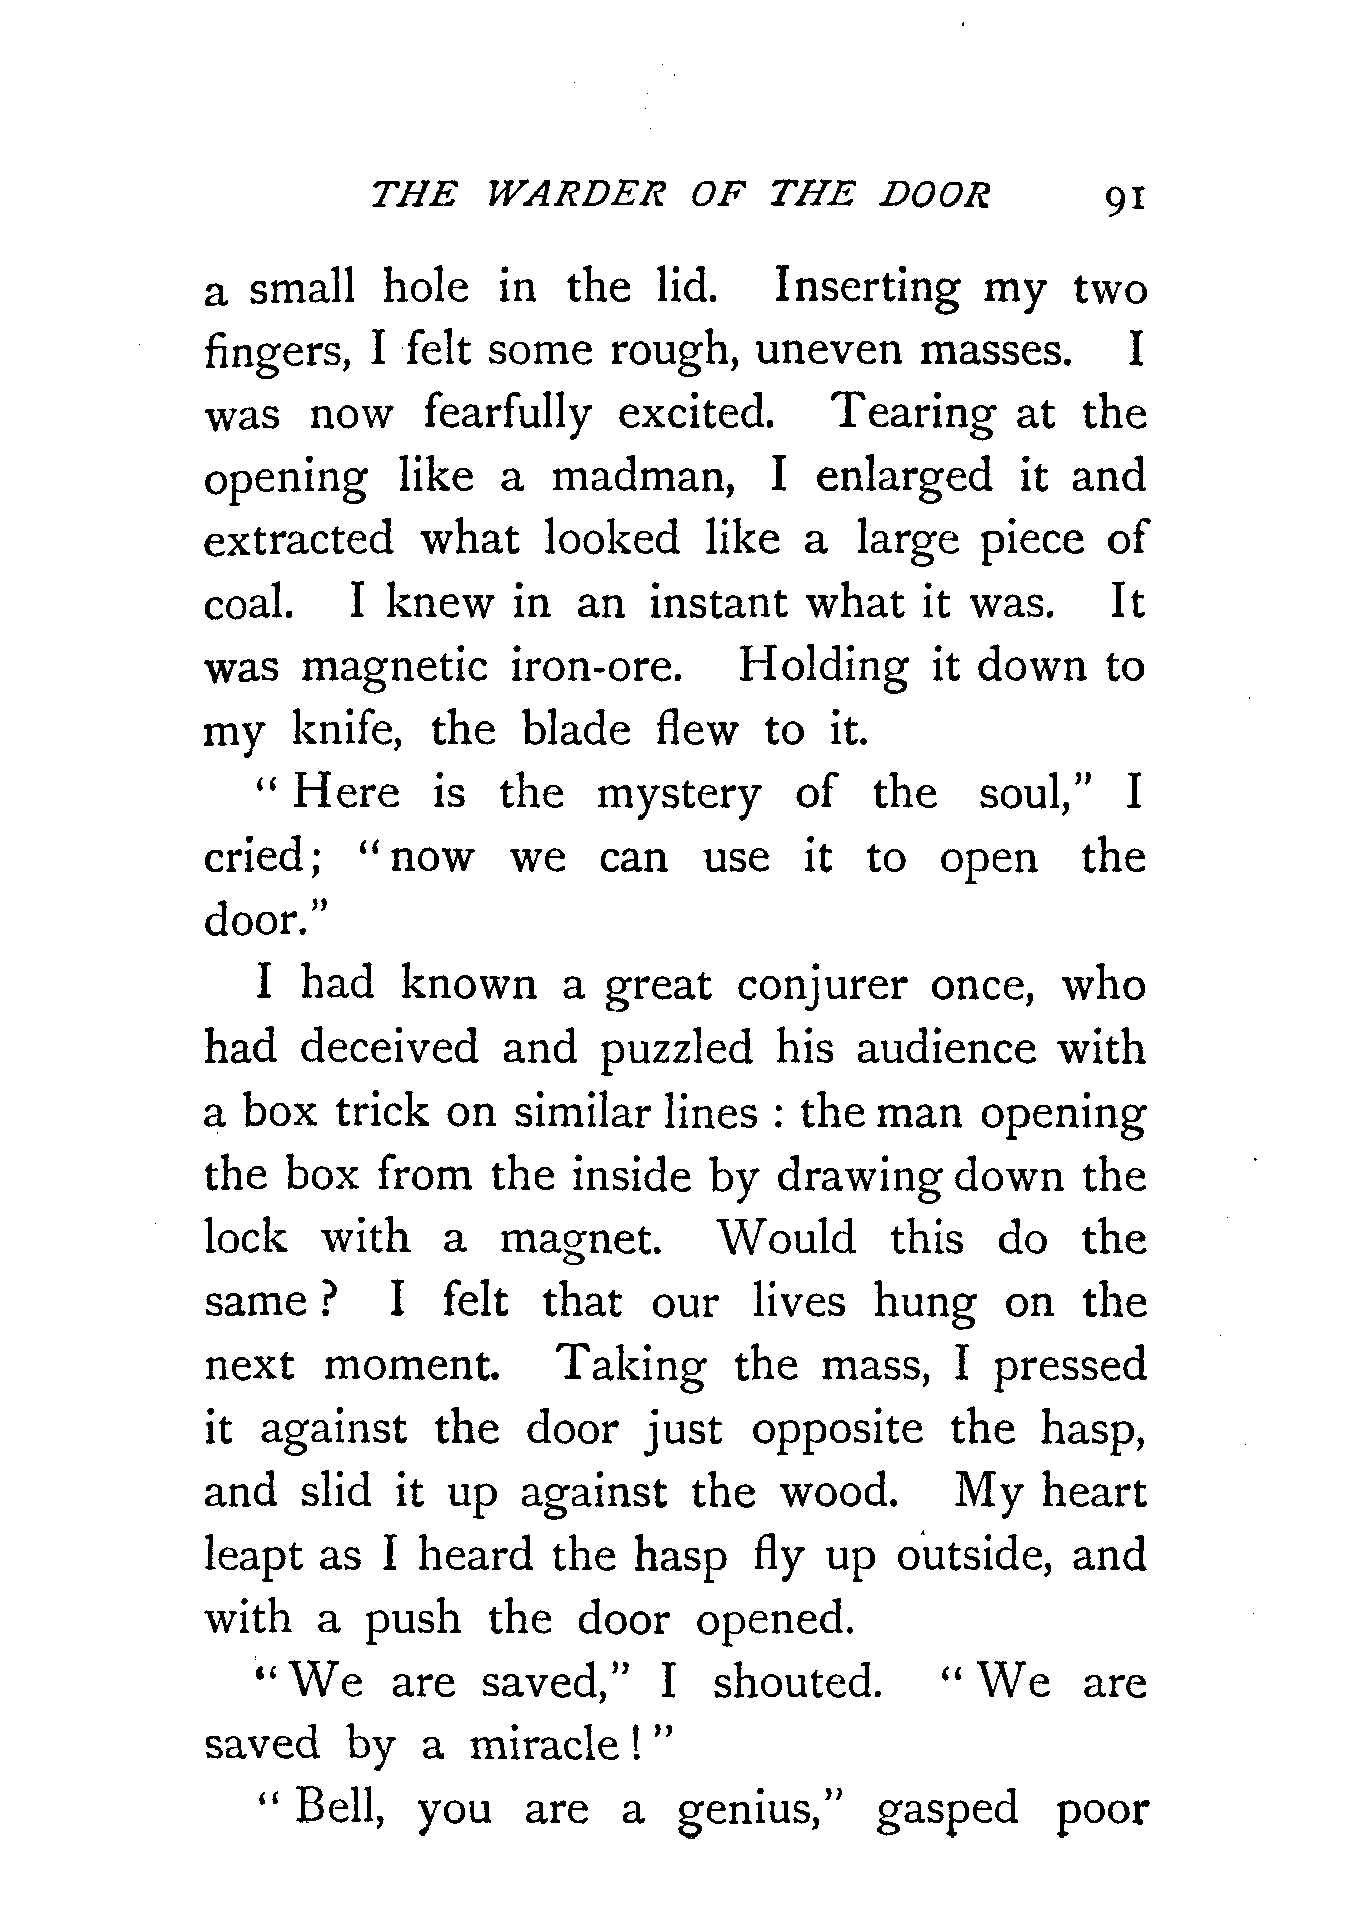 THE WARDER OF THE DOOR 91
a small hole in the lid. Inserting my two
fingers, I felt some rough, uneven masses. I
was now fearfully excited. Tearing at the
opening like a madman, I enlarged it and
extracted what looked like a large piece of
coal. I knew in an instant what it was. It
was magnetic iron-ore. Holding it down to
my knife, the blade flew to it.
“ Here is the mystery of the soul,” I
cried; “ now we can use it to open the
door.”
I had known a great conjurer once, who
had deceived and puzzled his audience with
a box trick on similar lines : the man opening
the box from the inside by drawing down the
lock with a magnet. Would this do the
same ? I felt that our lives hung on the
next moment. Taking the mass, I pressed
it against the door just opposite the hasp,
and slid it up against the wood. My heart
leapt as I heard the hasp fly up outside, and
with a push the door opened.
“ We are saved,” I shouted. “ We are
saved by a miracle ! ”
“ Bell, you are a genius,” gasped poor